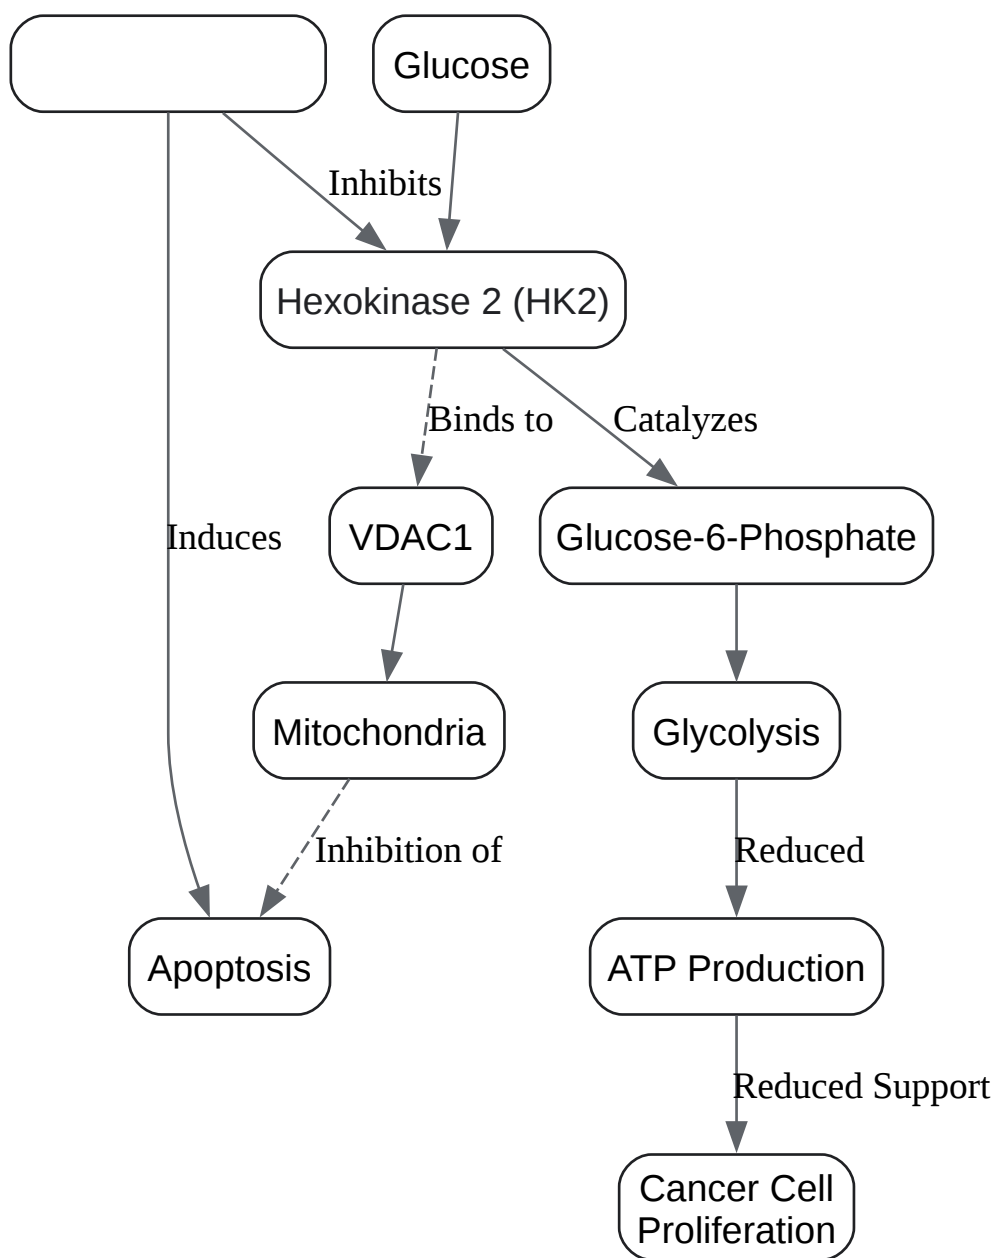 Glucose
Inhibits
Hexokinase 2 (HK2)
Binds to
Catalyzes
Induces
VDAC1
Glucose-6-Phosphate
Mitochondria
Glycolysis
Inhibition of
Reduced
Apoptosis
ATP Production
Reduced Support
Cancer Cell
Proliferation